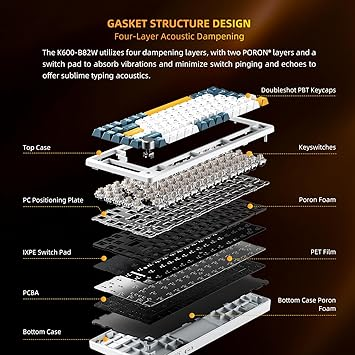 GASKET STRUCTURE DESIGN
Four-Layer Acoustic Dampening
The K600-B82W utilizes four dampening layers, with two PORON® layers and a
switch pad to absorb vibrations and minimize switch pinging and echoes to
offer sublime typing acoustics.
Doubleshot PBT Keycaps
Top Case
Keyswitches
PC Positioning Plate
Poron Foam
IXPE Switch Pad
PET Film
PCBA
Bottom Case Poron
Foam
Bottom Case